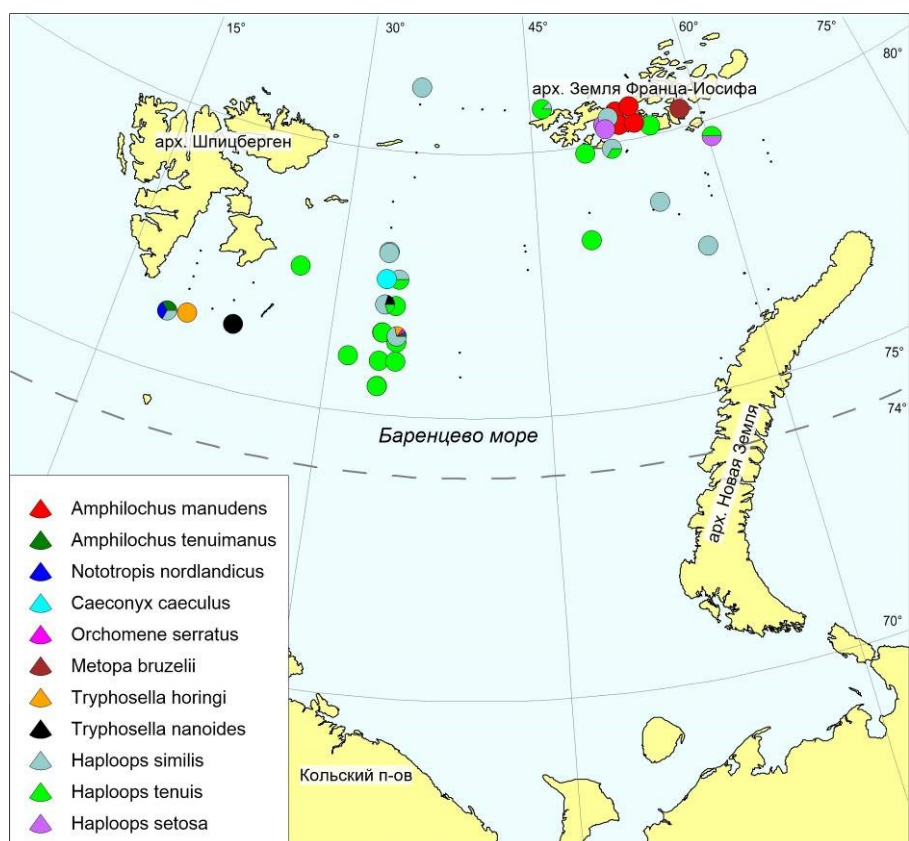 15°
30°
45°
60°
75°
80°
арх. Земля Франца-Иосифа
арх. Шпицберген
75°
74°
Баренцево море
арх. Новая Земля
70°
Кольский п-ов
Amphilochus manudens
Amphilochus tenuimanus
Nototropis nordlandicus
Caeconyx caeculus
Orchomene serratus
Metopa bruzelii
Tryphosella horingi
Tryphosella nanoides
Haploops similis
Haploops tenuis
Haploops setosa